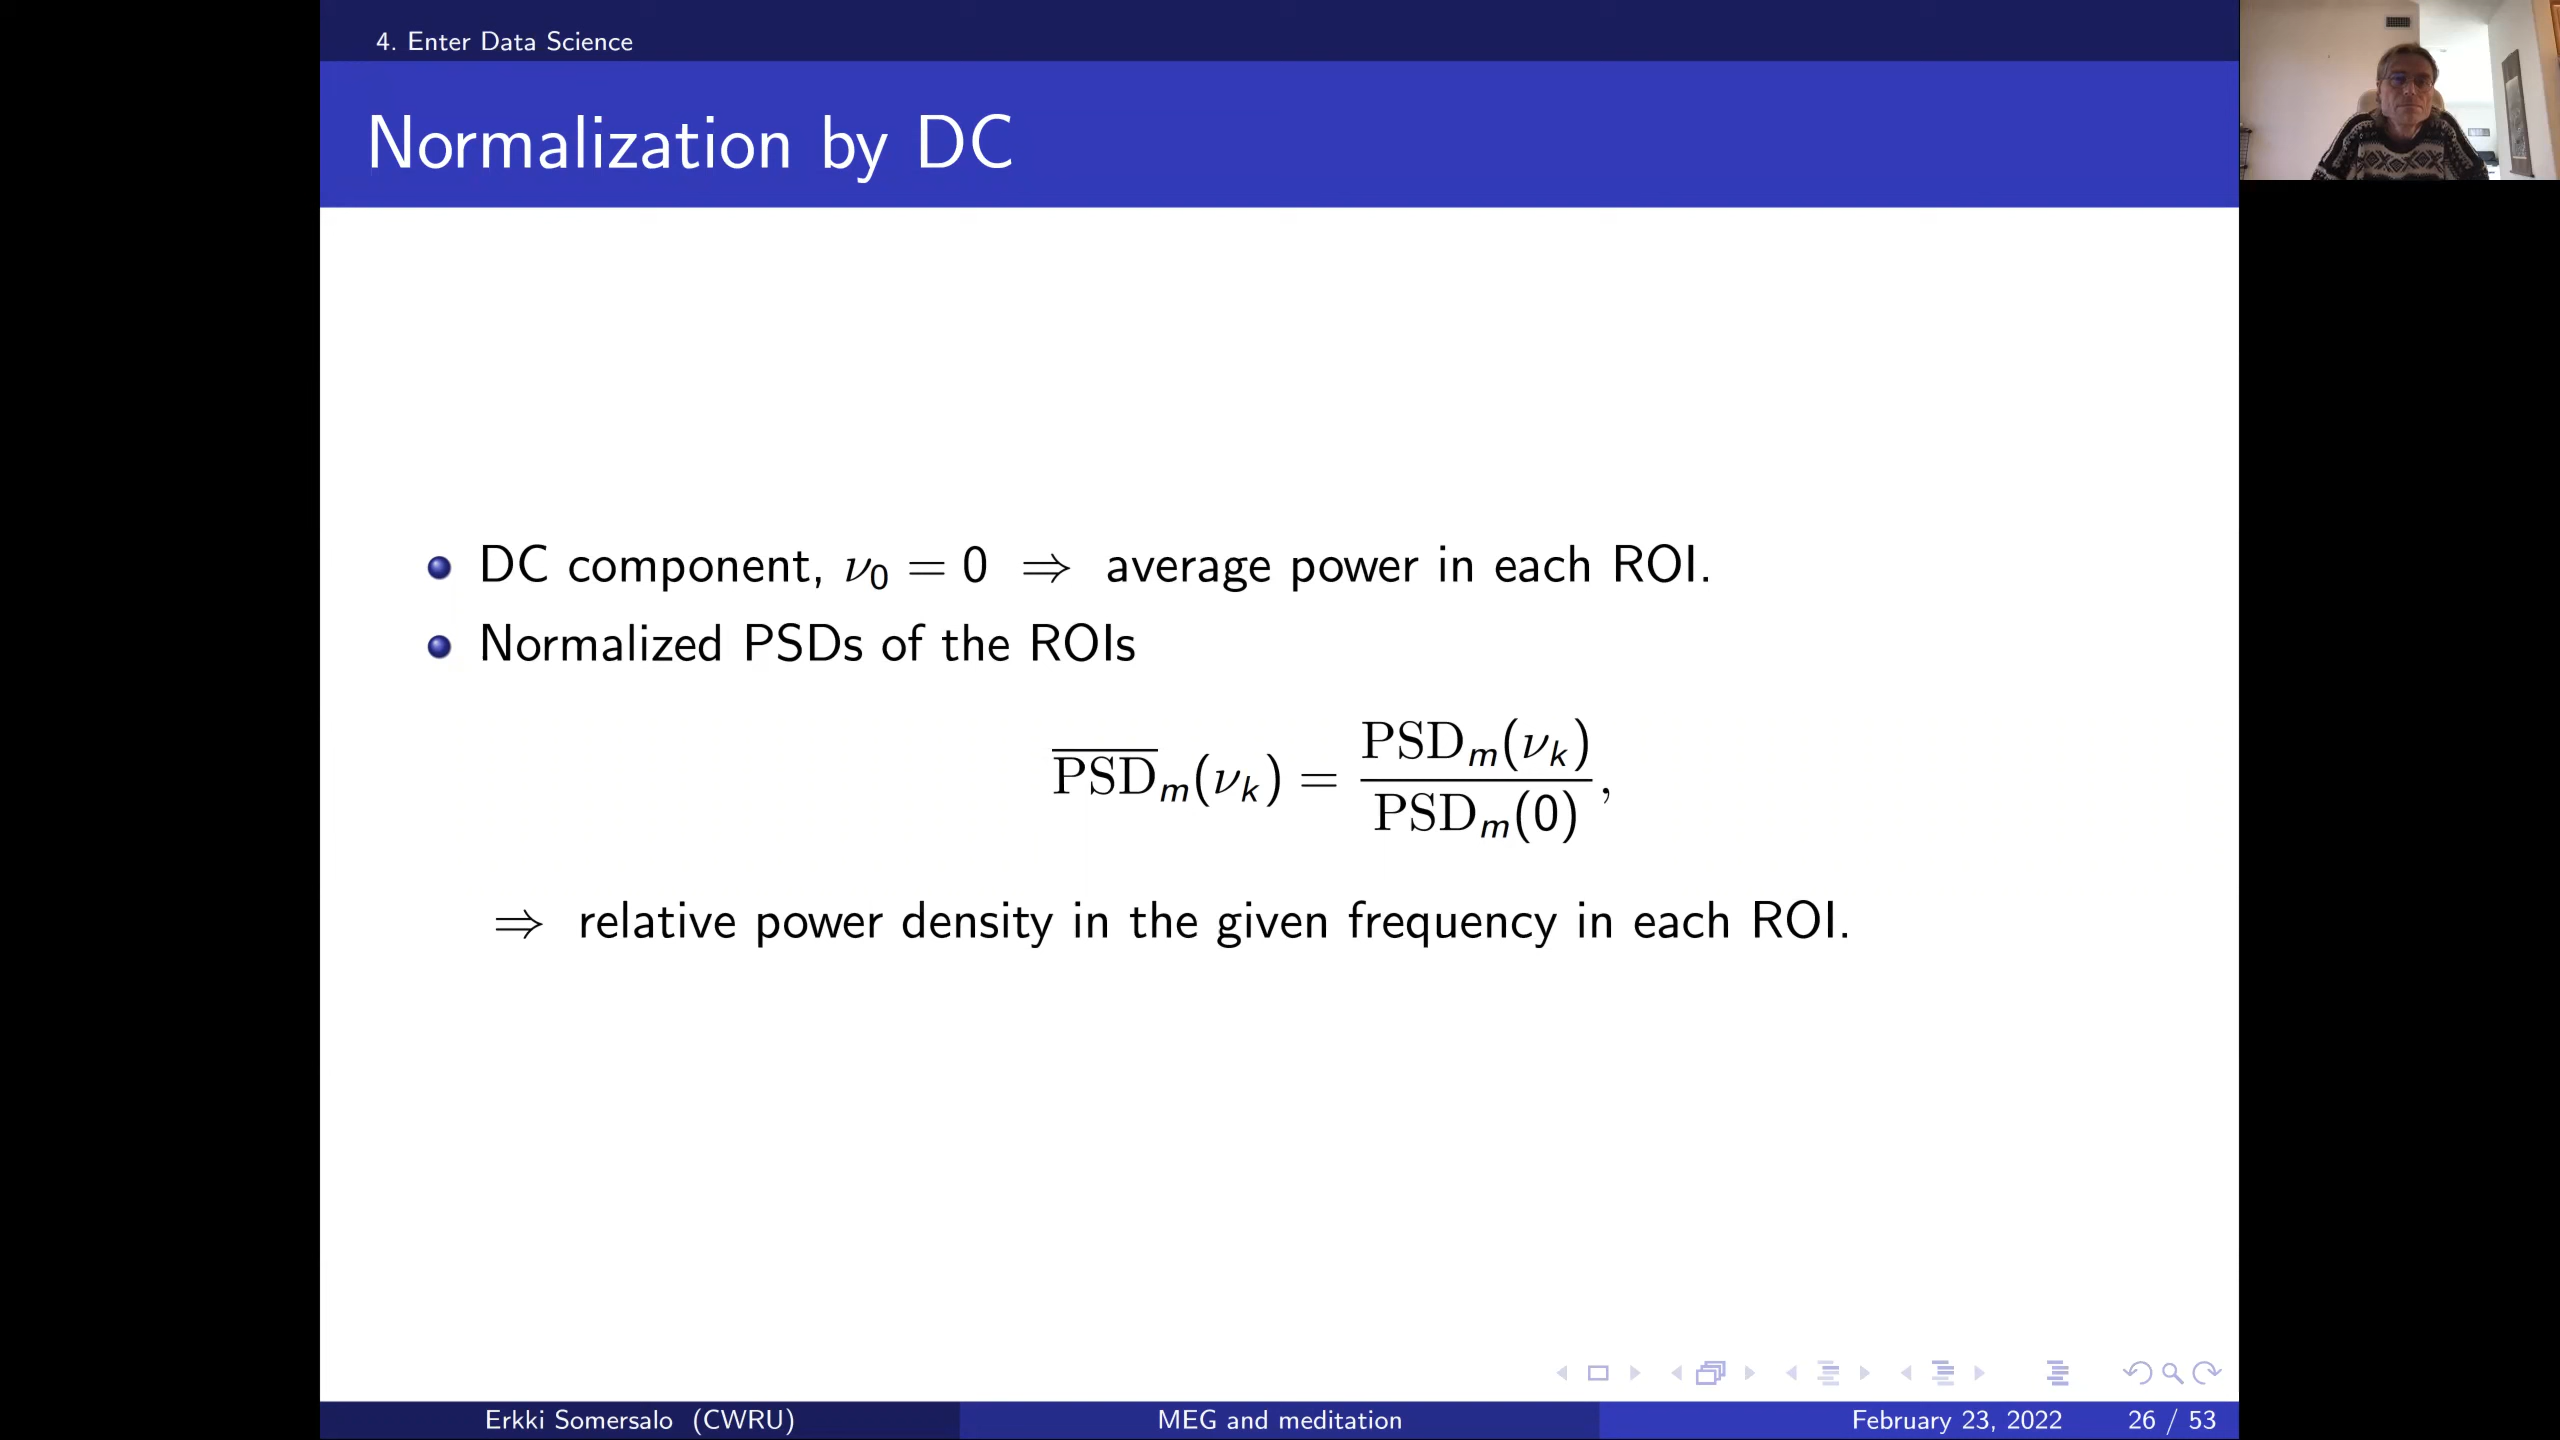 4. Enter Data Science
Normalization by DC
DC component, ν₀ = 0 ⇒ average power in each ROI.
Normalized PSDs of the ROIs
P̅S̅D̅ₘ(νₖ) = PSDₘ(νₖ) / PSDₘ(0),
⇒ relative power density in the given frequency in each ROI.
Erkki Somersalo (CWRU) MEG and meditation February 23, 2022 26 / 53